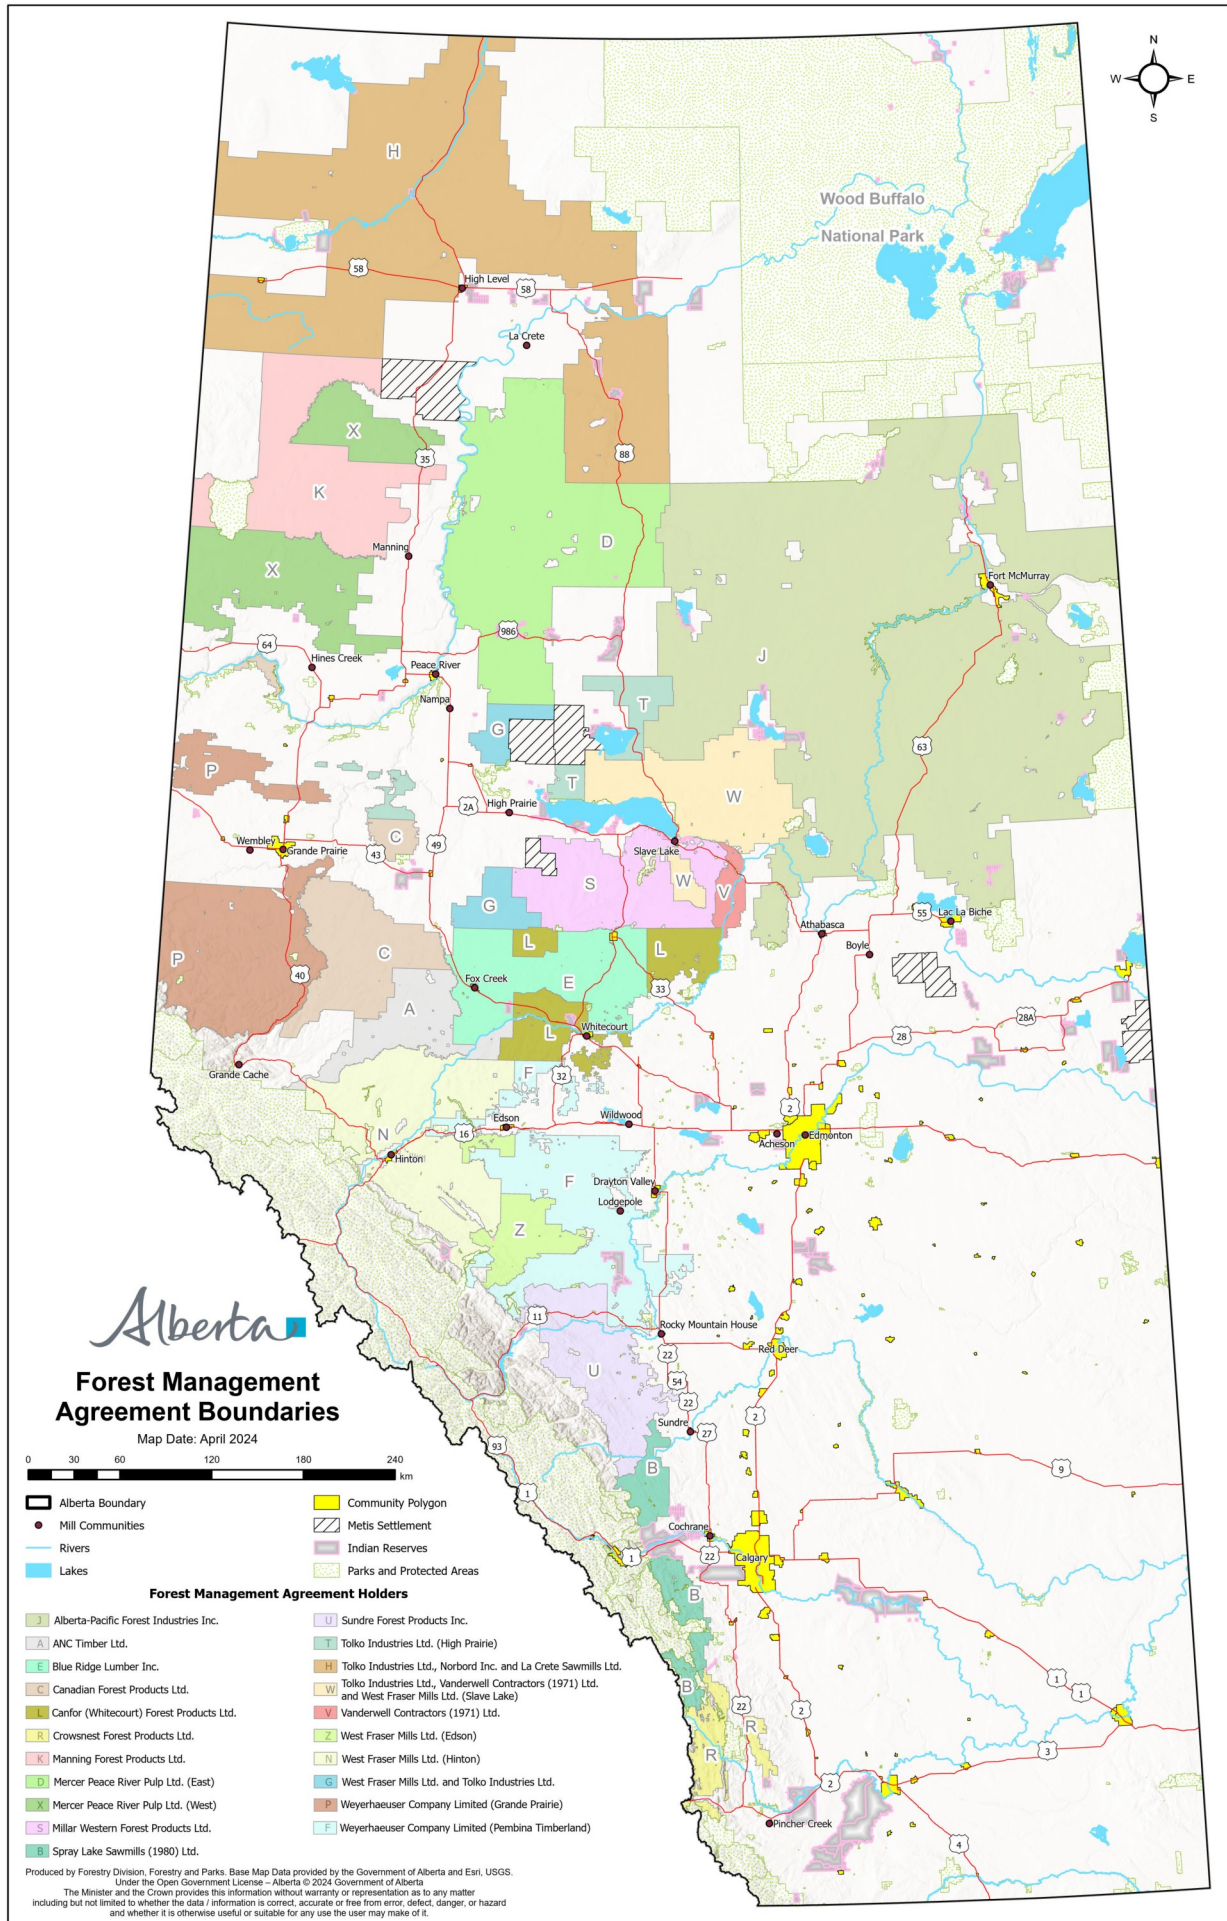 N
W E
S
H
Wood Buffalo
National Park
58
High Level
58
La Crete
X
35
88
K
Manning
D
X
Fort McMurray
986
64
Hines Creek
Peace River
J
Nampa
T
G
63
P
T
W
2A
High Prairie
C
49
Wembley
Grande Prairie
43
Slave Lake
S
W
V
G
55
Lac La Biche
Athabasca
L
L
Boyle
P
C
40
Fox Creek
E
33
A
28A
L
Whitecourt
28
Grande Cache
F
32
2
Edson
Wildwood
N
16
Acheson
Edmonton
Hinton
F
Drayton Valley
Lodgepole
Z
Alberta
11
Rocky Mountain House
U
22
Red Deer
54
22
Forest Management
Agreement Boundaries
Map Date: April 2024
Sundre
27
2
93
B
9
0 30 60 120 180 240
km
1
Cochrane
1
22
Calgary
B
1
1
B
22
2
R
3
R
2
Pincher Creek
4
Alberta Boundary
Mill Communities
Rivers
Lakes
Community Polygon
Metis Settlement
Indian Reserves
Parks and Protected Areas
Forest Management Agreement Holders
J Alberta-Pacific Forest Industries Inc.
A ANC Timber Ltd.
E Blue Ridge Lumber Inc.
C Canadian Forest Products Ltd.
L Canfor (Whitecourt) Forest Products Ltd.
R Crowsnest Forest Products Ltd.
K Manning Forest Products Ltd.
D Mercer Peace River Pulp Ltd. (East)
X Mercer Peace River Pulp Ltd. (West)
S Millar Western Forest Products Ltd.
B Spray Lake Sawmills (1980) Ltd.
U Sundre Forest Products Inc.
T Tolko Industries Ltd. (High Prairie)
H Tolko Industries Ltd., Norbord Inc. and La Crete Sawmills Ltd.
W Tolko Industries Ltd., Vanderwell Contractors (1971) Ltd.
and West Fraser Mills Ltd. (Slave Lake)
V Vanderwell Contractors (1971) Ltd.
Z West Fraser Mills Ltd. (Edson)
N West Fraser Mills Ltd. (Hinton)
G West Fraser Mills Ltd. and Tolko Industries Ltd.
P Weyerhaeuser Company Limited (Grande Prairie)
F Weyerhaeuser Company Limited (Pembina Timberland)
Produced by Forestry Division, Forestry and Parks. Base Map Data provided by the Government of Alberta and Esri, USGS.
Under the Open Government License – Alberta © 2024 Government of Alberta
The Minister and the Crown provides this information without warranty or representation as to any matter
including but not limited to whether the data / information is correct, accurate or free from error, defect, danger, or hazard
and whether it is otherwise useful or suitable for any use the user may make of it.